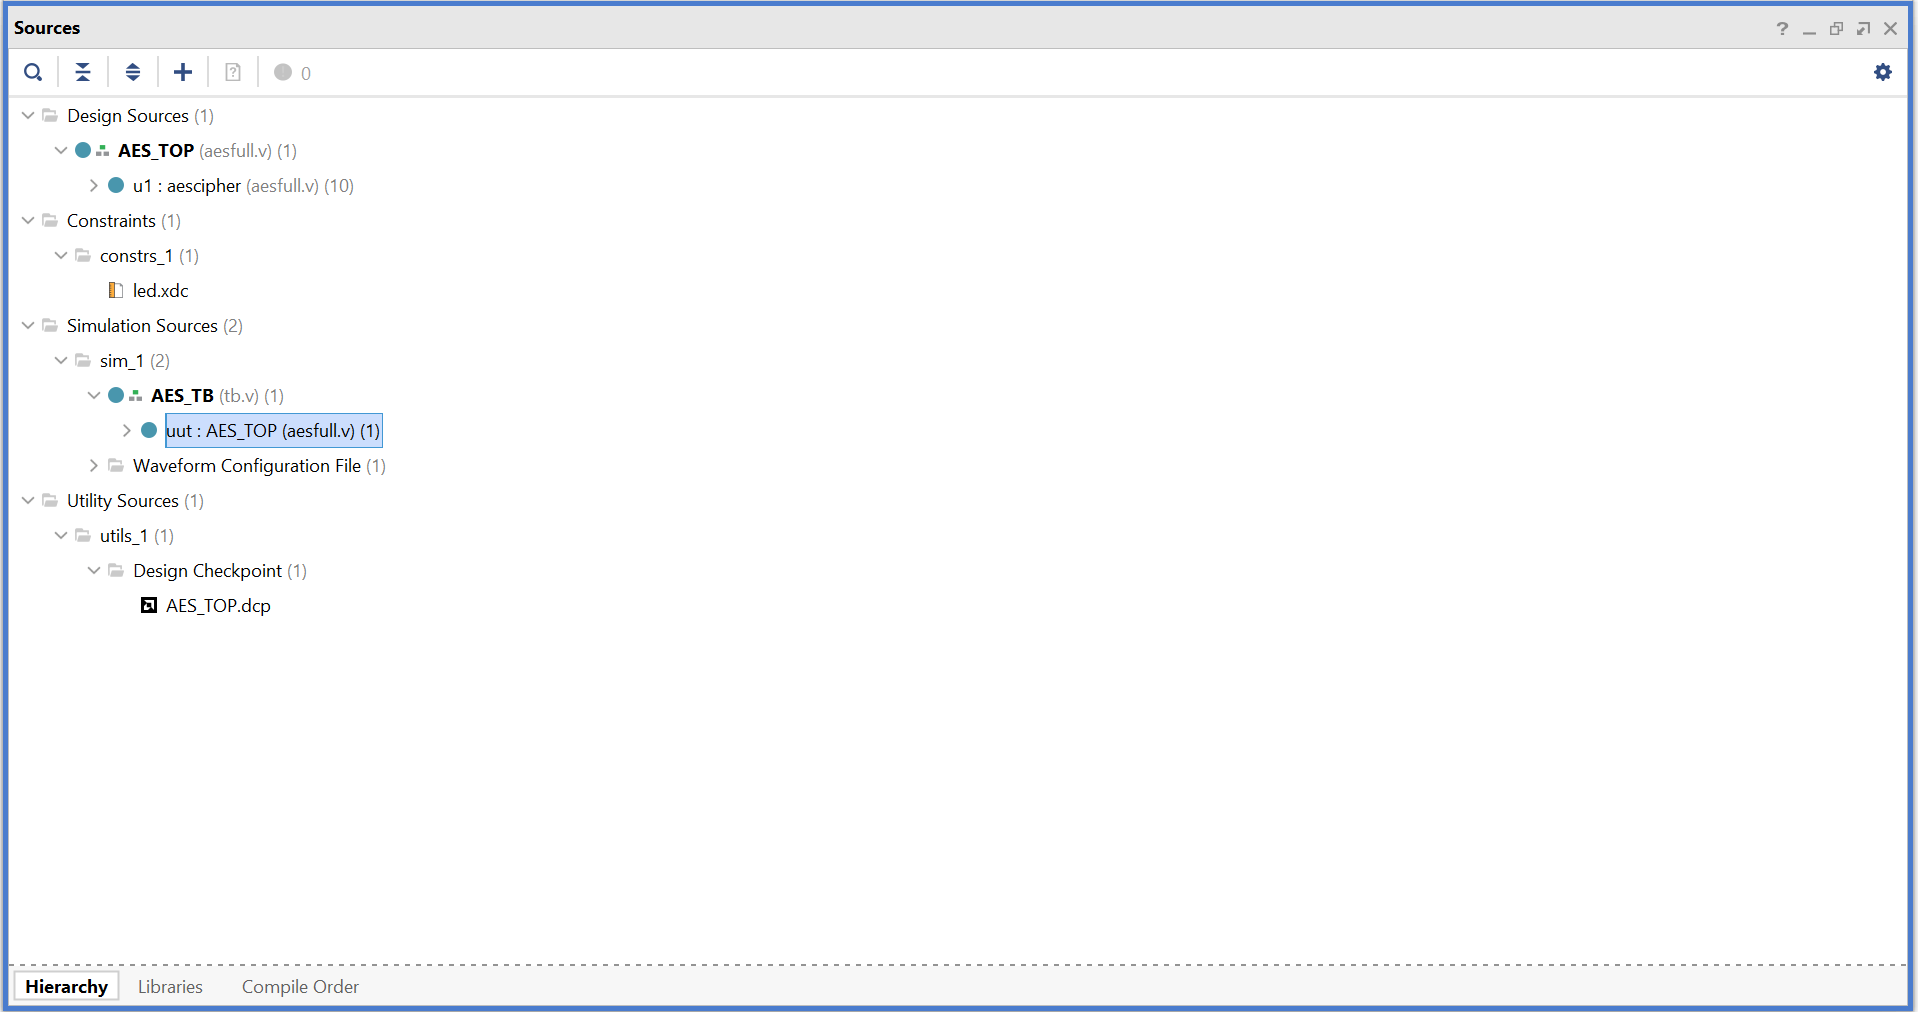 Sources
0
Design Sources (1)
AES_TOP (aesfull.v) (1)
u1 : aescipher (aesfull.v) (10)
Constraints (1)
constrs_1 (1)
led.xdc
Simulation Sources (2)
sim_1 (2)
AES_TB (tb.v) (1)
uut : AES_TOP (aesfull.v) (1)
Waveform Configuration File (1)
Utility Sources (1)
utils_1 (1)
Design Checkpoint (1)
AES_TOP.dcp
Hierarchy Libraries Compile Order